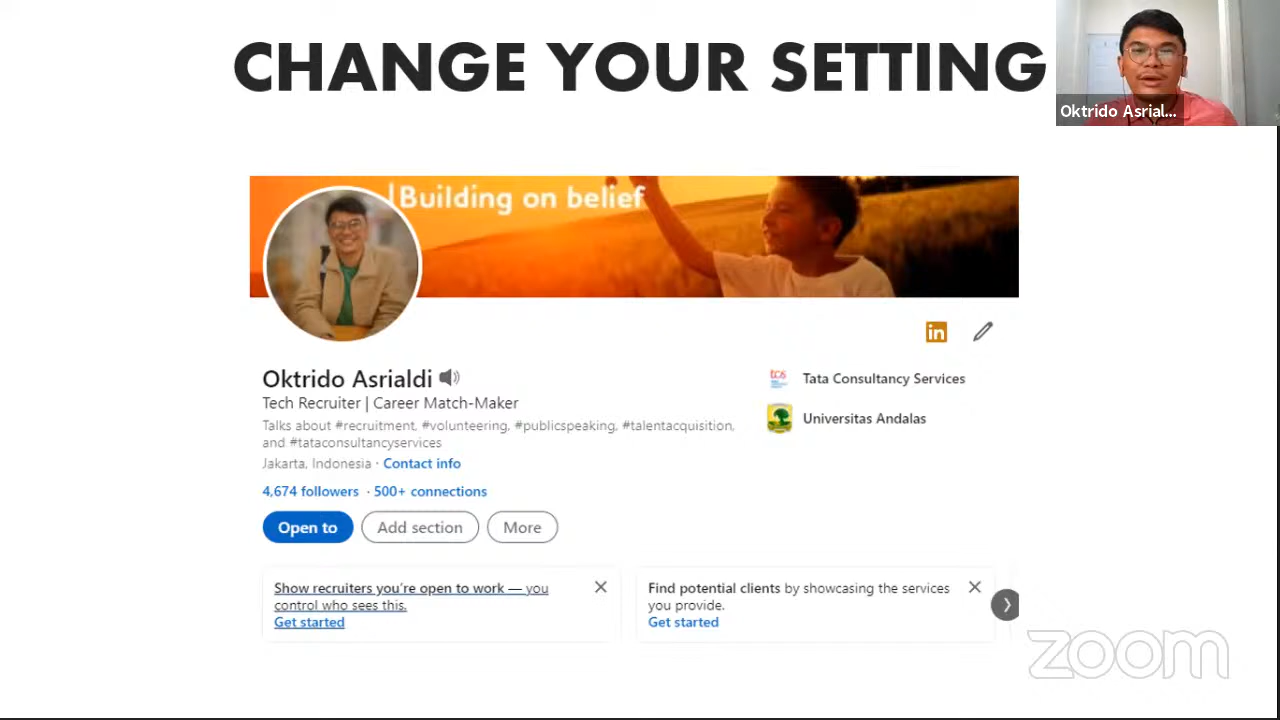 CHANGE YOUR SETTING
Oktrido Asrial...
Building on belief
in
Oktrido Asrialdi
Tech Recruiter | Career Match-Maker
Talks about #recruitment, #volunteering, #publicspeaking, #talentacquisition,
and #tataconsultancyservices
Jakarta, Indonesia · Contact info
4,674 followers · 500+ connections
tcs
Tata Consultancy Services
Universitas Andalas
Open to
Add section
More
Show recruiters you're open to work — you
control who sees this.
Get started
Find potential clients by showcasing the services
you provide.
Get started
zoom